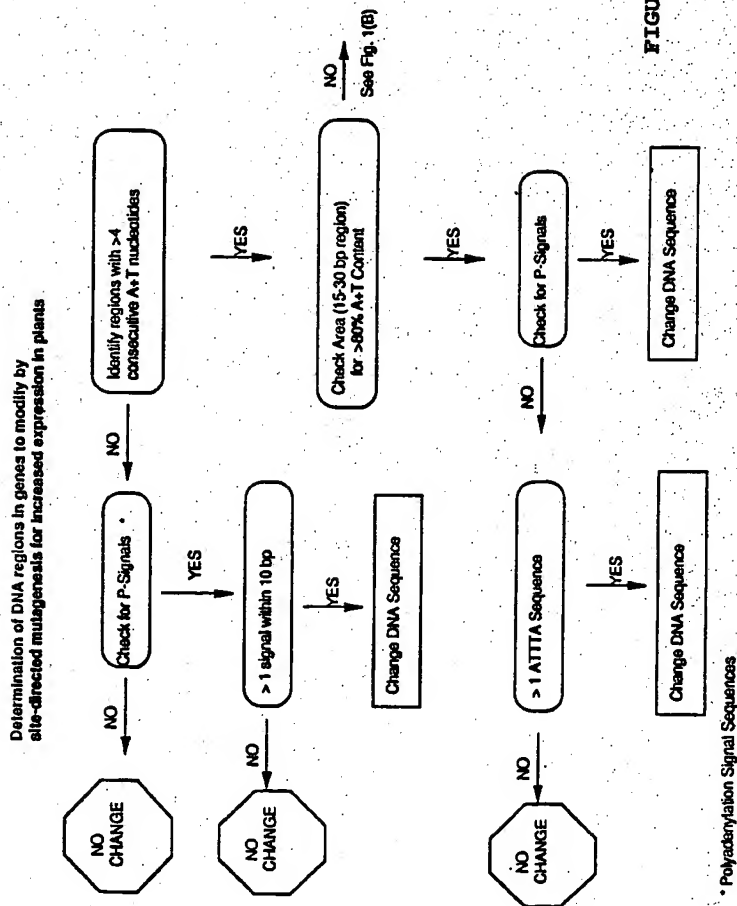 Determination of DNA regions in genes to modify by
site-directed mutagenesis for increased expression in plants
Identify regions with >4
consecutive A+T nucleotides
NO
Check for P-Signals *
NO
NO
CHANGE
YES
YES
Check Area (15-30 bp region)
for >80% A+T Content
NO
See Fig. 1(B)
> 1 signal within 10 bp
NO
NO
CHANGE
YES
Change DNA Sequence
YES
Check for P-Signals
NO
> 1 ATTTA Sequence
NO
NO
CHANGE
YES
Change DNA Sequence
YES
Change DNA Sequence
* Polyadenylation Signal Sequences
FIGU